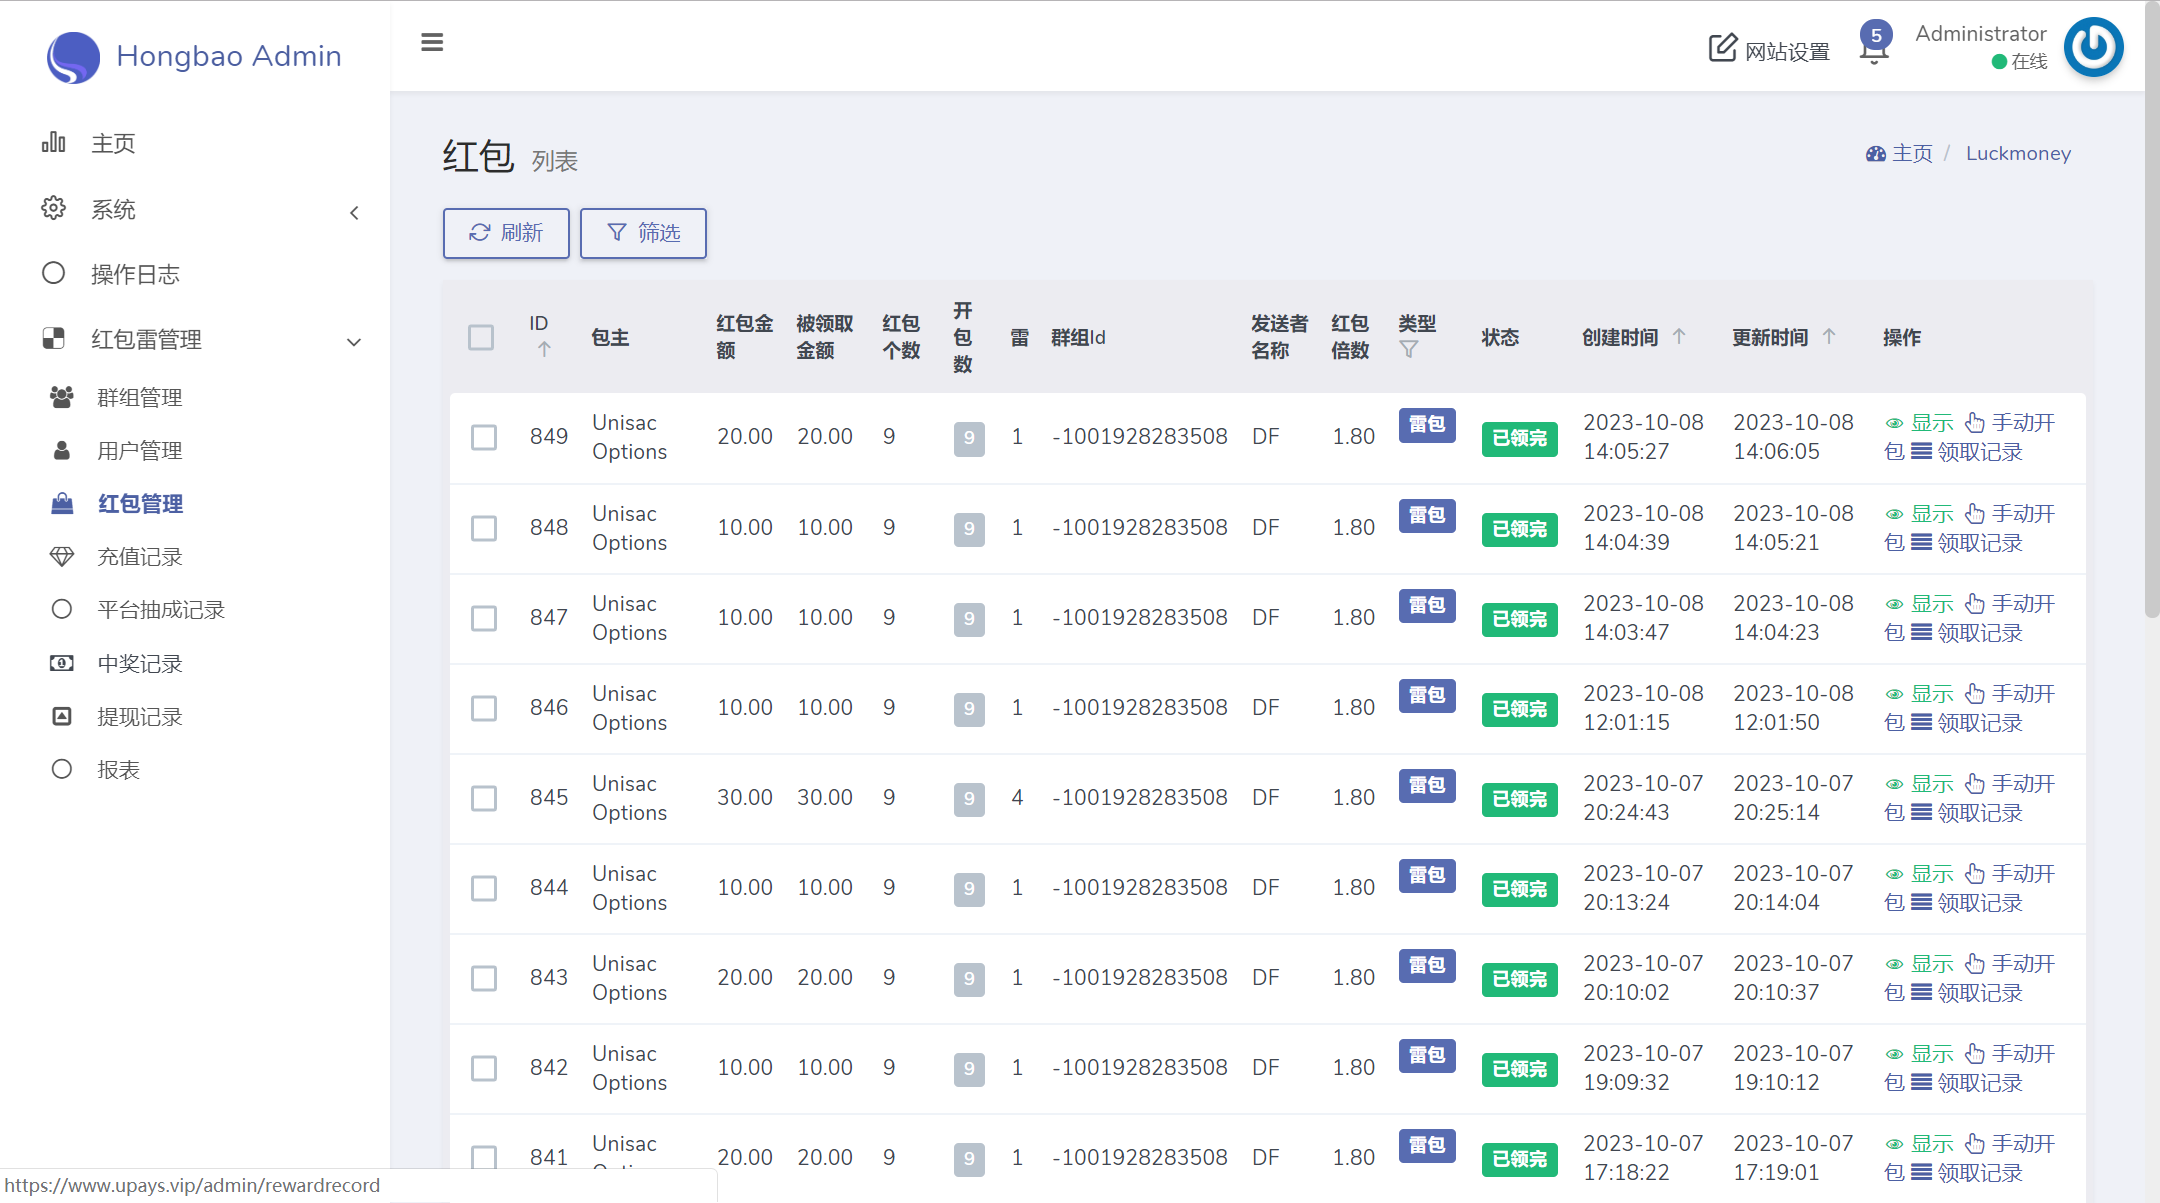 Hongbao Admin
网站设置
5
Administrator
在线
主页
系统
操作日志
红包雷管理
群组管理
用户管理
红包管理
充值记录
平台抽成记录
中奖记录
提现记录
报表
红包 列表
主页 / Luckmoney
刷新
筛选
ID 包主 红包金额 被领取金额 红包个数 开包数 雷 群组Id 发送者名称 红包倍数 类型 状态 创建时间 更新时间 操作
849 Unisac Options 20.00 20.00 9 9 1 -1001928283508 DF 1.80 雷包 已领完 2023-10-08 14:05:27 2023-10-08 14:06:05 显示 手动开包 领取记录
848 Unisac Options 10.00 10.00 9 9 1 -1001928283508 DF 1.80 雷包 已领完 2023-10-08 14:04:39 2023-10-08 14:05:21 显示 手动开包 领取记录
847 Unisac Options 10.00 10.00 9 9 1 -1001928283508 DF 1.80 雷包 已领完 2023-10-08 14:03:47 2023-10-08 14:04:23 显示 手动开包 领取记录
846 Unisac Options 10.00 10.00 9 9 1 -1001928283508 DF 1.80 雷包 已领完 2023-10-08 12:01:15 2023-10-08 12:01:50 显示 手动开包 领取记录
845 Unisac Options 30.00 30.00 9 9 4 -1001928283508 DF 1.80 雷包 已领完 2023-10-07 20:24:43 2023-10-07 20:25:14 显示 手动开包 领取记录
844 Unisac Options 10.00 10.00 9 9 1 -1001928283508 DF 1.80 雷包 已领完 2023-10-07 20:13:24 2023-10-07 20:14:04 显示 手动开包 领取记录
843 Unisac Options 20.00 20.00 9 9 1 -1001928283508 DF 1.80 雷包 已领完 2023-10-07 20:10:02 2023-10-07 20:10:37 显示 手动开包 领取记录
842 Unisac Options 10.00 10.00 9 9 1 -1001928283508 DF 1.80 雷包 已领完 2023-10-07 19:09:32 2023-10-07 19:10:12 显示 手动开包 领取记录
841 Unisac 20.00 20.00 9 9 1 -1001928283508 DF 1.80 雷包 已领完 2023-10-07 17:18:22 2023-10-07 17:19:01 显示 手动开包 领取记录
https://www.upays.vip/admin/rewardrecord